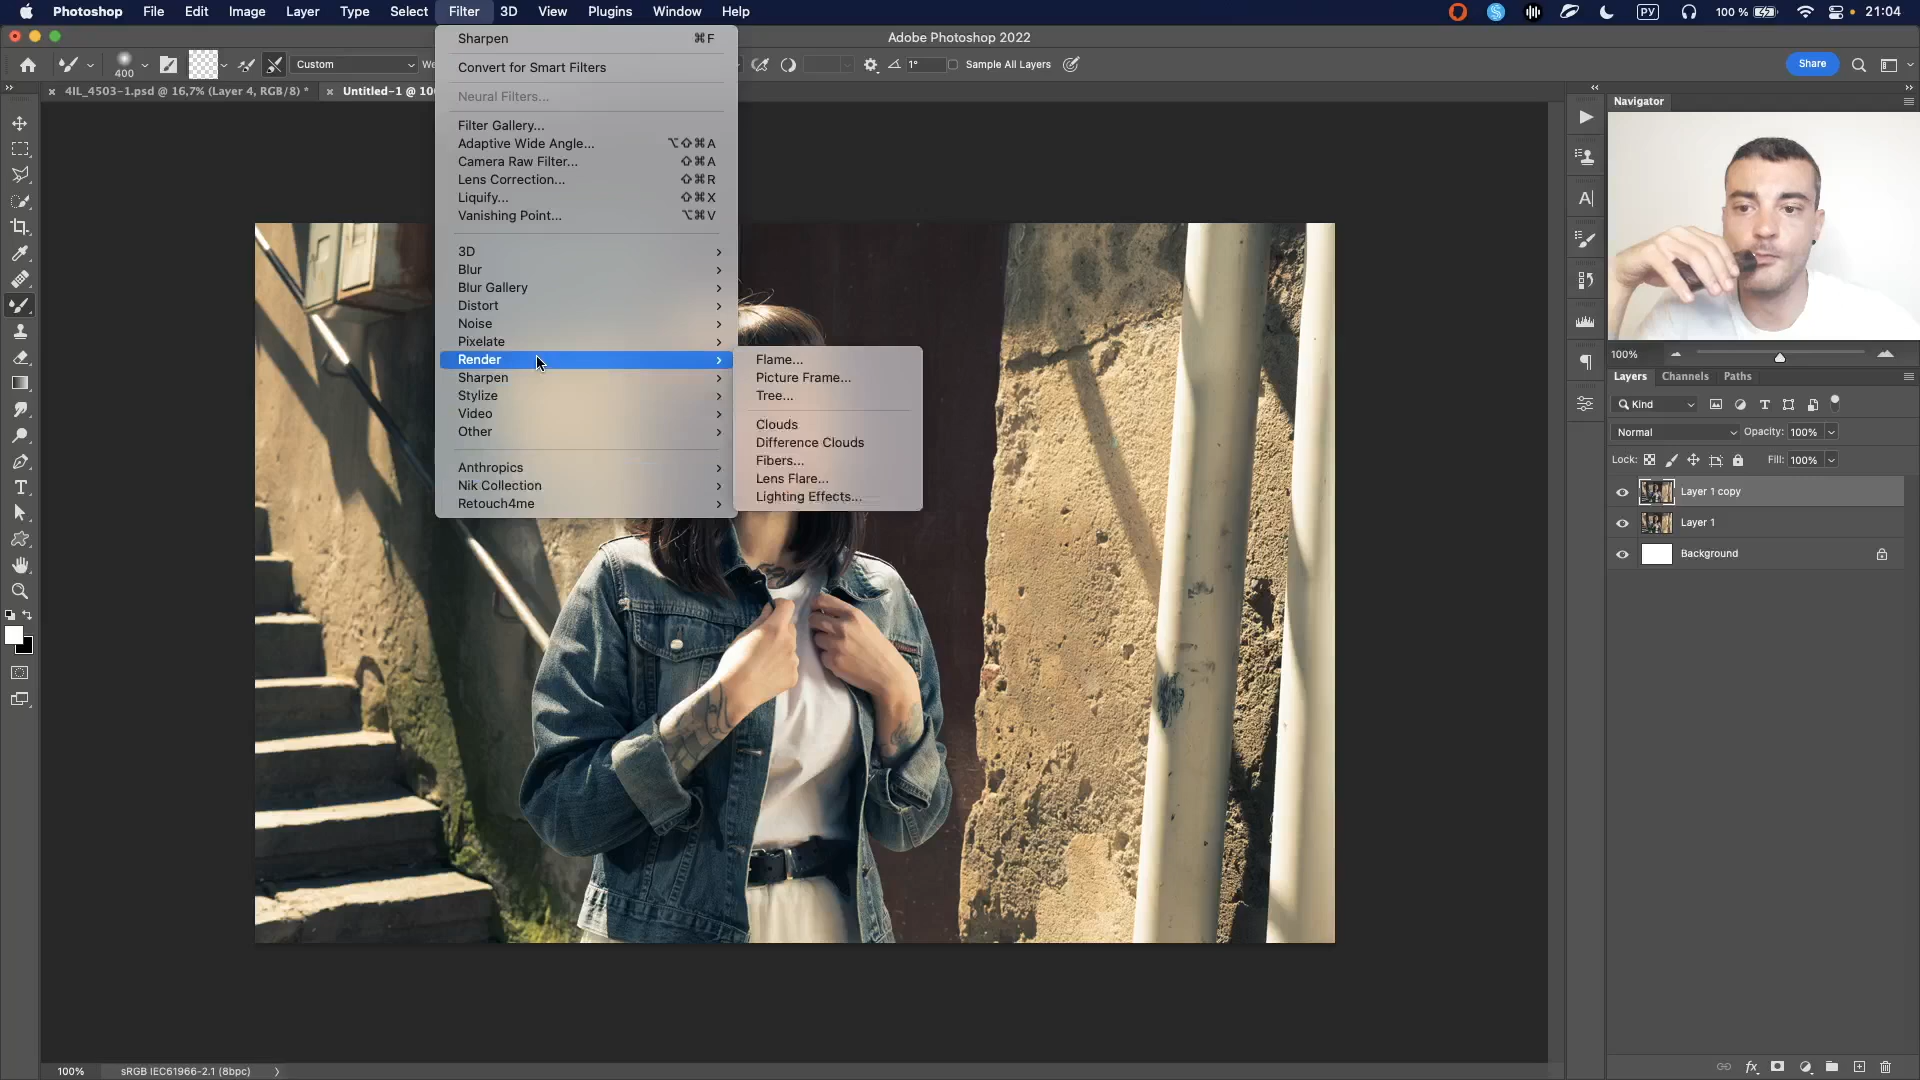 Photoshop File Edit Image Layer Type Select Filter 3D View Plugins Window Help РУ 100 % 21:04
Adobe Photoshop 2022
400 Custom We 1° Sample All Layers Share
4IL_4503-1.psd @ 16,7% (Layer 4, RGB/8) * Untitled-1 @ 10
Sharpen ⌘F
Convert for Smart Filters
Neural Filters...
Filter Gallery...
Adaptive Wide Angle... ⌥⇧⌘A
Camera Raw Filter... ⇧⌘A
Lens Correction... ⇧⌘R
Liquify... ⇧⌘X
Vanishing Point... ⌥⌘V
3D
Blur
Blur Gallery
Distort
Noise
Pixelate
Render
Sharpen
Stylize
Video
Other
Anthropics
Nik Collection
Retouch4me
Flame...
Picture Frame...
Tree...
Clouds
Difference Clouds
Fibers...
Lens Flare...
Lighting Effects...
Navigator
100%
Layers Channels Paths
Kind
Normal Opacity: 100%
Lock: Fill: 100%
Layer 1 copy
Layer 1
Background
100% sRGB IEC61966-2.1 (8bpc)